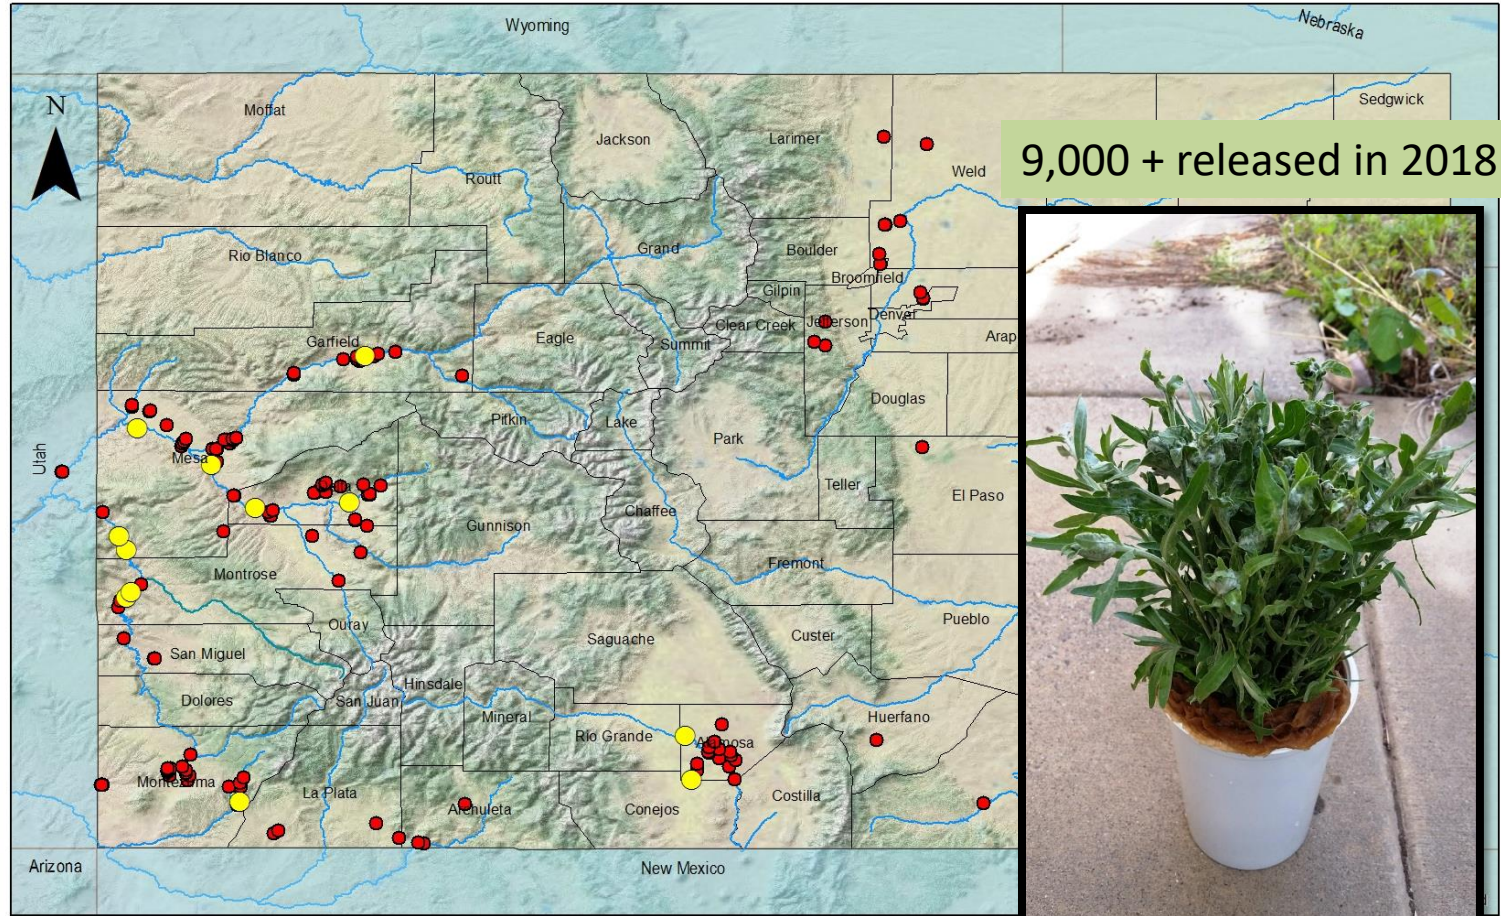 Wyoming
Nebraska
N
Moffat
Sedgwick
Jackson
Larimer
9,000 + released in 2018
Weld
Routt
Grand
Boulder
Rio Blanco
Broomfield
Gilpin
Jefferson
Denver
Clear Creek
Garfield
Eagle
Summit
Arap
Douglas
Pitkin
Lake
Park
Utah
Mesa
Teller
El Paso
Chaffee
Gunnison
Fremont
Montrose
Pueblo
Ouray
Saguache
Custer
San Miguel
Hinsdale
Dolores
San Juan
Mineral
Huerfano
Rio Grande
Alamosa
Montezuma
La Plata
Archuleta
Conejos
Costilla
Arizona
New Mexico